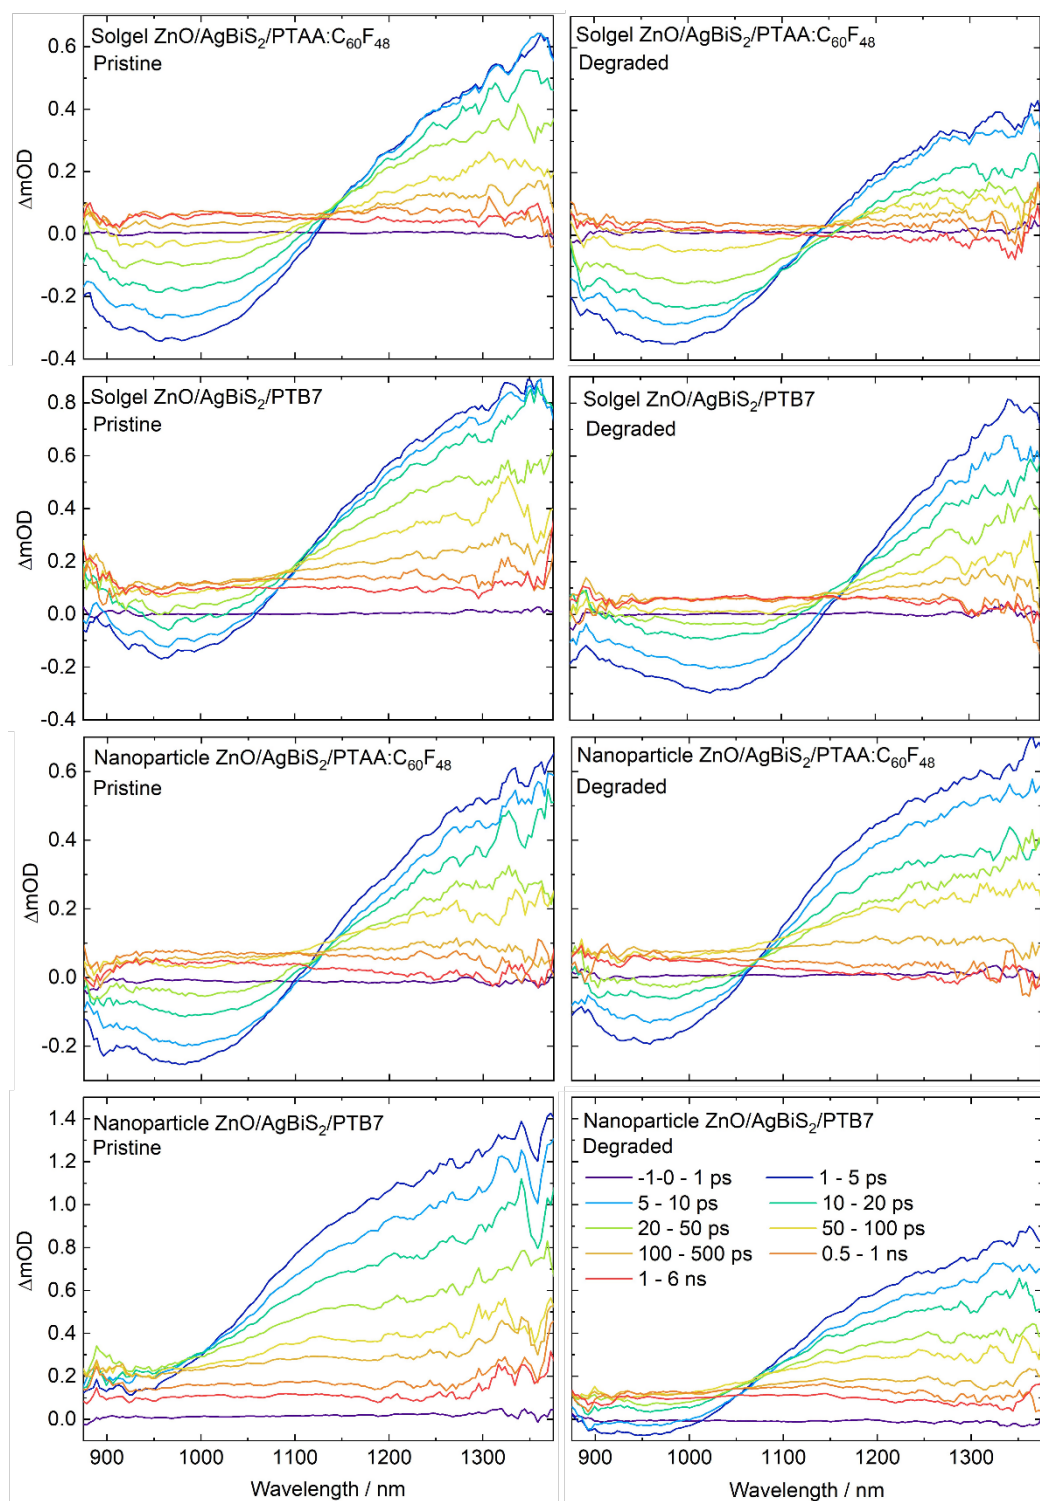 Solgel ZnO/AgBiS₂/PTAA:C₆₀F₄₈
Pristine
0.6
0.4
0.2
0.0
-0.2
-0.4
ΔmOD
Solgel ZnO/AgBiS₂/PTAA:C₆₀F₄₈
Degraded
Solgel ZnO/AgBiS₂/PTB7
Pristine
0.8
0.6
0.4
0.2
0.0
-0.2
-0.4
ΔmOD
Solgel ZnO/AgBiS₂/PTB7
Degraded
Nanoparticle ZnO/AgBiS₂/PTAA:C₆₀F₄₈
Pristine
0.6
0.4
0.2
0.0
-0.2
ΔmOD
Nanoparticle ZnO/AgBiS₂/PTAA:C₆₀F₄₈
Degraded
Nanoparticle ZnO/AgBiS₂/PTB7
Pristine
1.4
1.2
1.0
0.8
0.6
0.4
0.2
0.0
ΔmOD
900 1000 1100 1200 1300
Wavelength / nm
Nanoparticle ZnO/AgBiS₂/PTB7
Degraded
-1-0 - 1 ps
1 - 5 ps
5 - 10 ps
10 - 20 ps
20 - 50 ps
50 - 100 ps
100 - 500 ps
0.5 - 1 ns
1 - 6 ns
900 1000 1100 1200 1300
Wavelength / nm